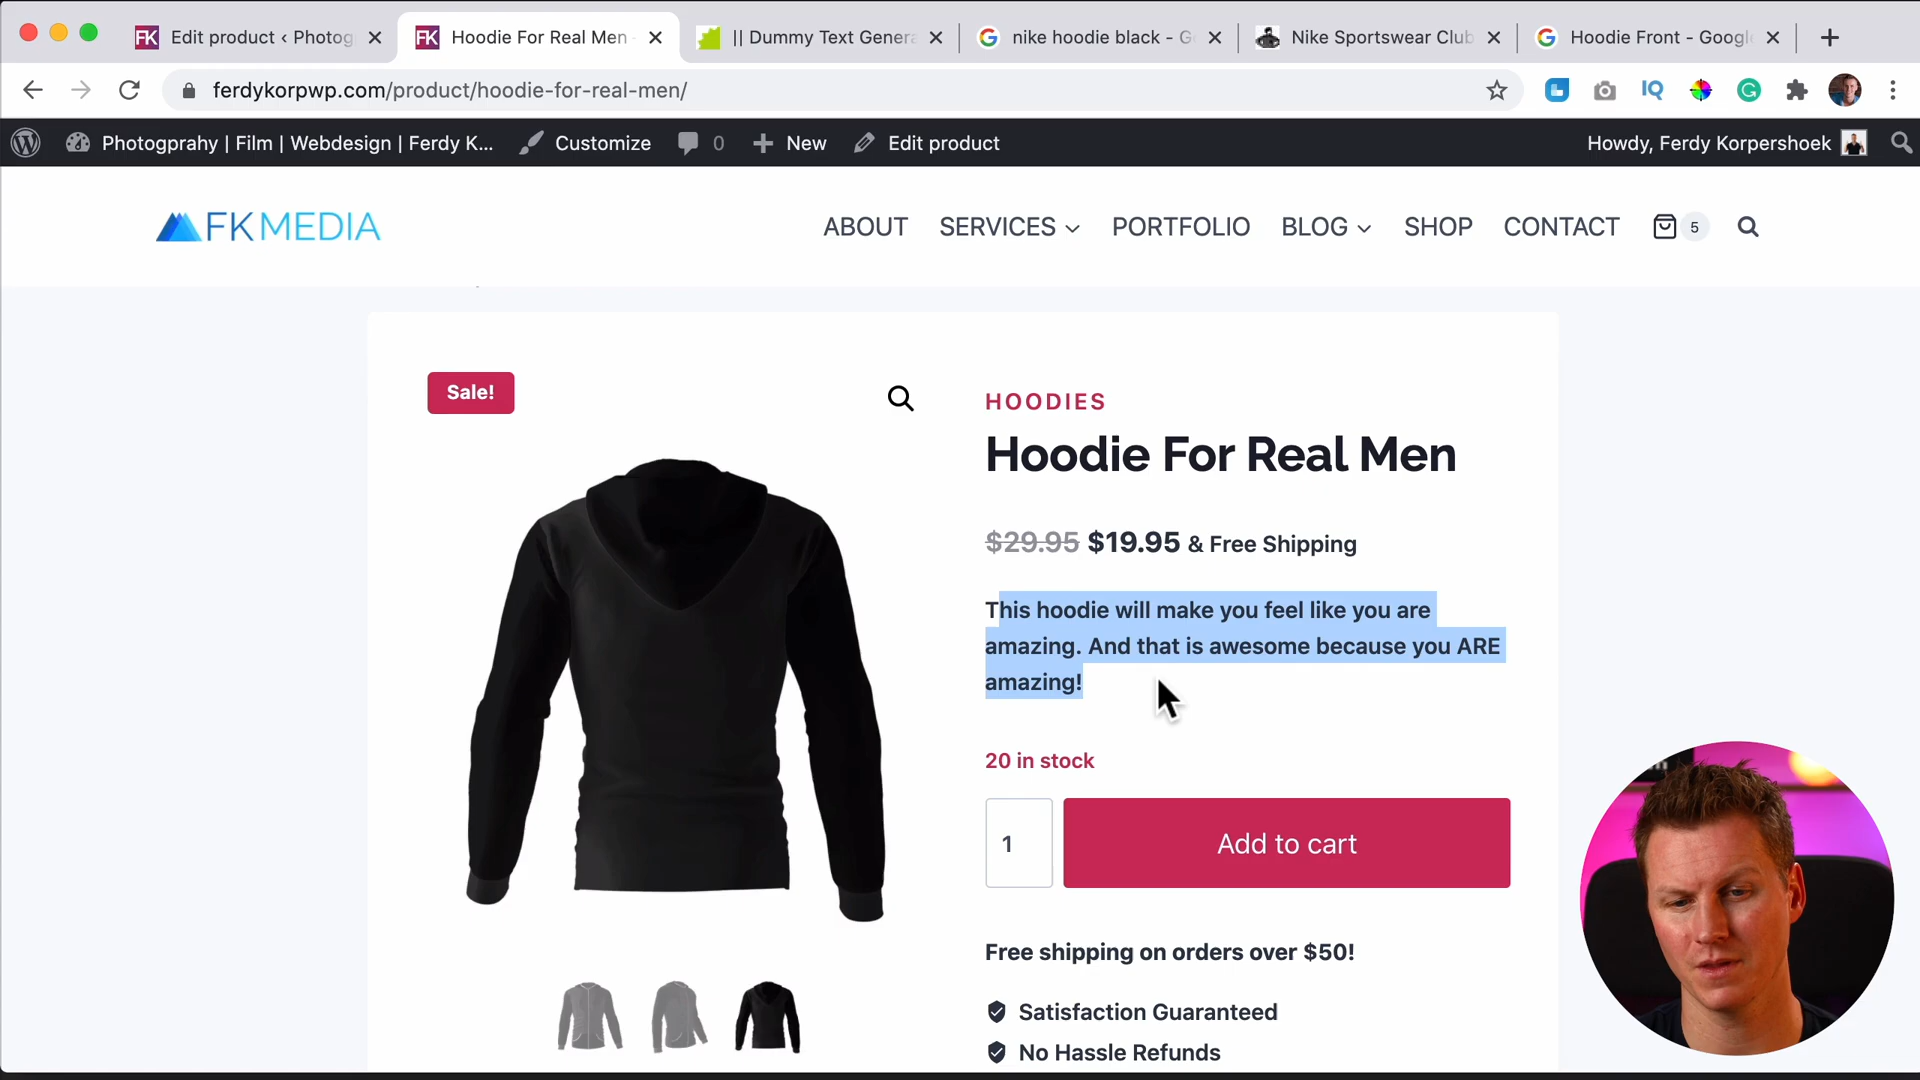 FK Edit product ‹ Photog
FK Hoodie For Real Men
|| Dummy Text Genera
nike hoodie black - G
Nike Sportswear Club
Hoodie Front - Googl
ferdykorpwp.com/product/hoodie-for-real-men/
IQ
Photogprahy | Film | Webdesign | Ferdy K...
Customize
0
New
Edit product
Howdy, Ferdy Korpershoek
FKMEDIA
ABOUT
SERVICES
PORTFOLIO
BLOG
SHOP
CONTACT
5
Sale!
HOODIES
Hoodie For Real Men
$29.95 $19.95 & Free Shipping
This hoodie will make you feel like you are
amazing. And that is awesome because you ARE
amazing!
20 in stock
1
Add to cart
Free shipping on orders over $50!
Satisfaction Guaranteed
No Hassle Refunds